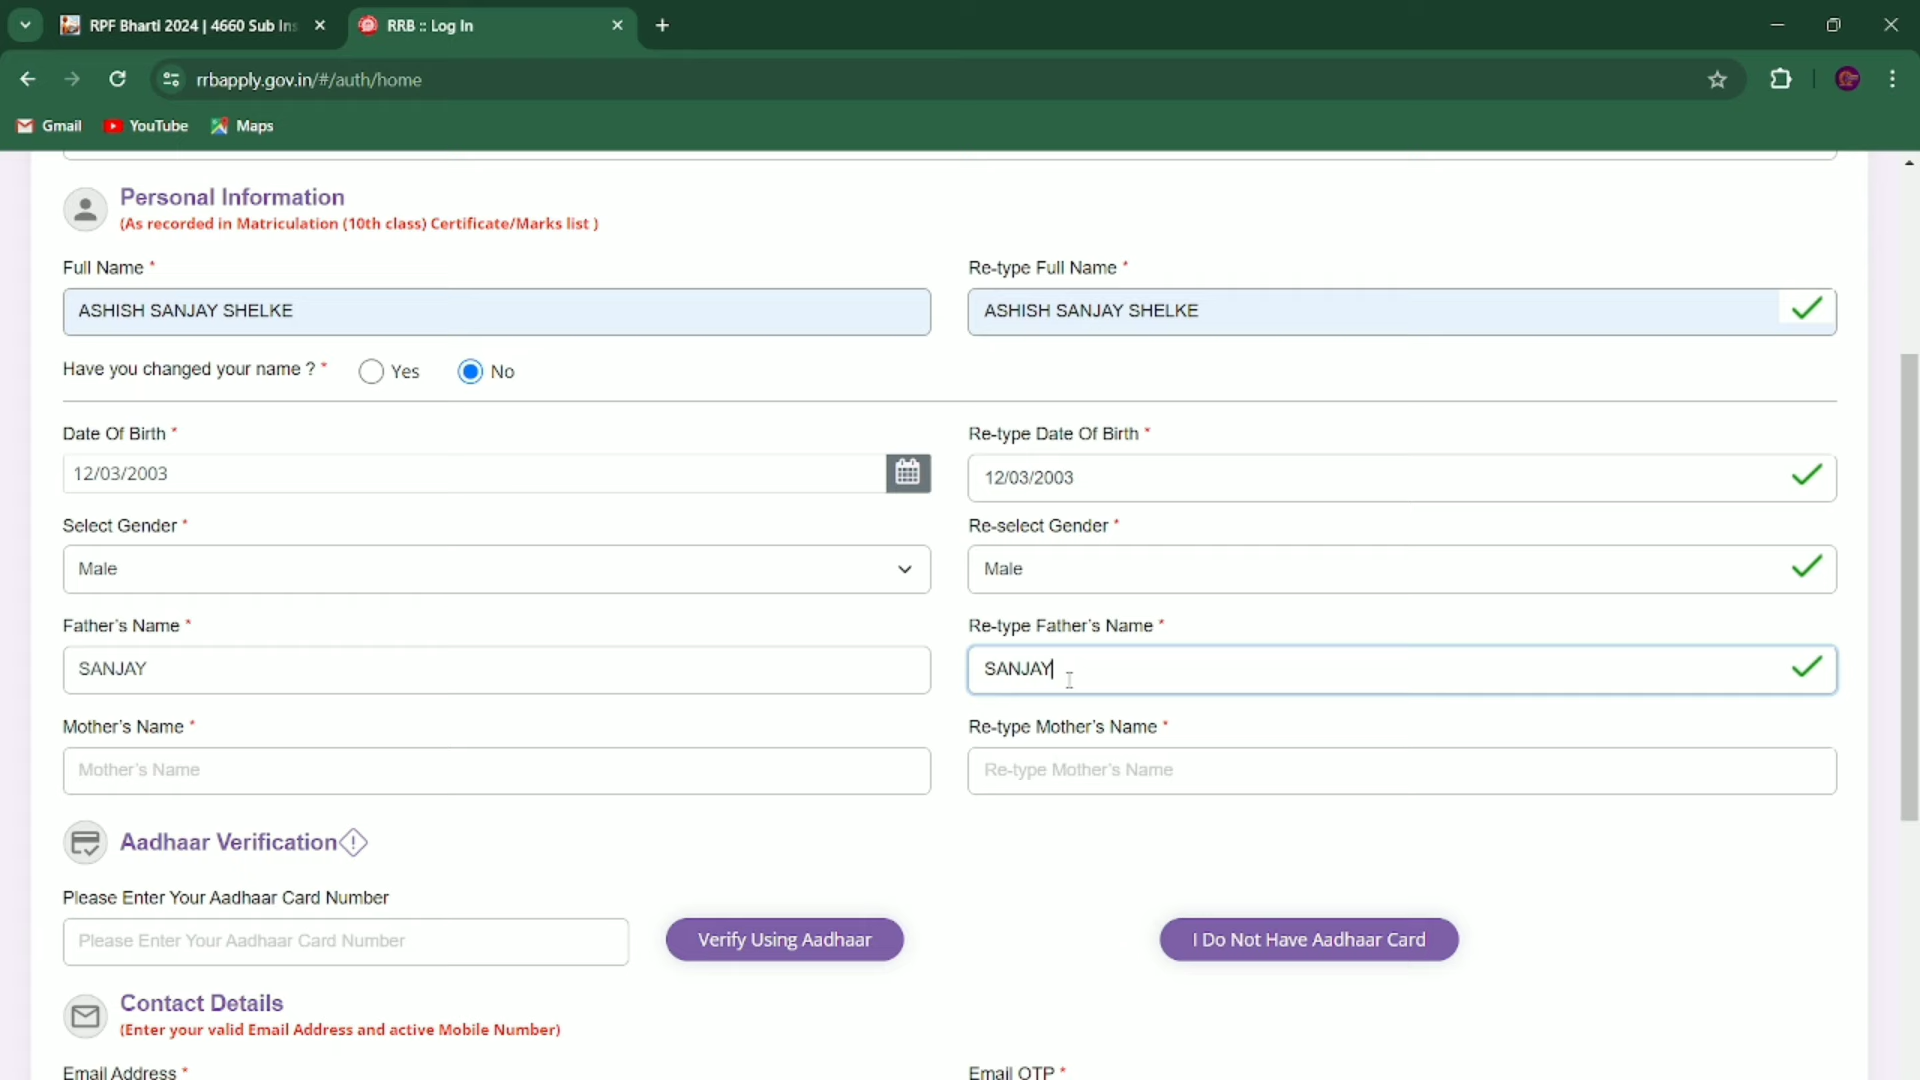 RPF Bharti 2024 | 4660 Sub Ins
RRB :: Log In
rrbapply.gov.in/#/auth/home
Gmail
YouTube
Maps
Personal Information
(As recorded in Matriculation (10th class) Certificate/Marks list )
Full Name *
Re-type Full Name *
ASHISH SANJAY SHELKE
ASHISH SANJAY SHELKE
Have you changed your name ? *
Yes
No
Date Of Birth *
Re-type Date Of Birth *
12/03/2003
12/03/2003
Select Gender *
Re-select Gender *
Male
Male
Father's Name *
Re-type Father's Name *
SANJAY
SANJAY
Mother's Name *
Re-type Mother's Name *
Mother's Name
Re-type Mother's Name
Aadhaar Verification
Please Enter Your Aadhaar Card Number
Please Enter Your Aadhaar Card Number
Verify Using Aadhaar
I Do Not Have Aadhaar Card
Contact Details
(Enter your valid Email Address and active Mobile Number)
Email Address *
Email OTP *